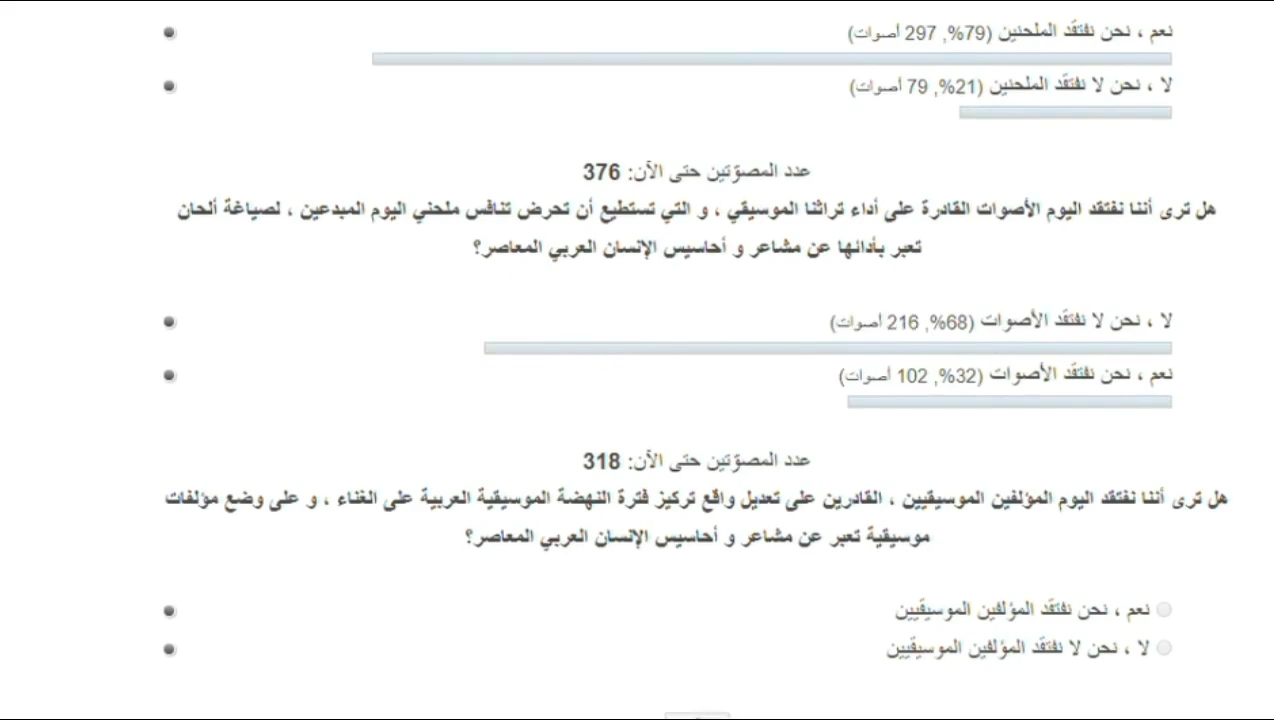 نعم ، نحن نفتقد الملحنين (79%, 297 أصوات)
لا ، نحن لا نفتقد الملحنين (21%, 79 أصوات)
عدد المصوّتين حتى الآن: 376
هل ترى أننا نفتقد اليوم الأصوات القادرة على أداء تراثنا الموسيقي ، و التي تستطيع أن تحرض تنافس ملحني اليوم المبدعين ، لصياغة ألحان
تعبر بأدائها عن مشاعر و أحاسيس الإنسان العربي المعاصر؟
لا ، نحن لا نفتقد الأصوات (68%, 216 أصوات)
نعم ، نحن نفتقد الأصوات (32%, 102 أصوات)
عدد المصوّتين حتى الآن: 318
هل ترى أننا نفتقد اليوم المؤلفين الموسيقيين ، القادرين على تعديل واقع تركيز فترة النهضة الموسيقية العربية على الغناء ، و على وضع مؤلفات
موسيقية تعبر عن مشاعر و أحاسيس الإنسان العربي المعاصر؟
نعم ، نحن نفتقد المؤلفين الموسيقيين
لا ، نحن لا نفتقد المؤلفين الموسيقيين